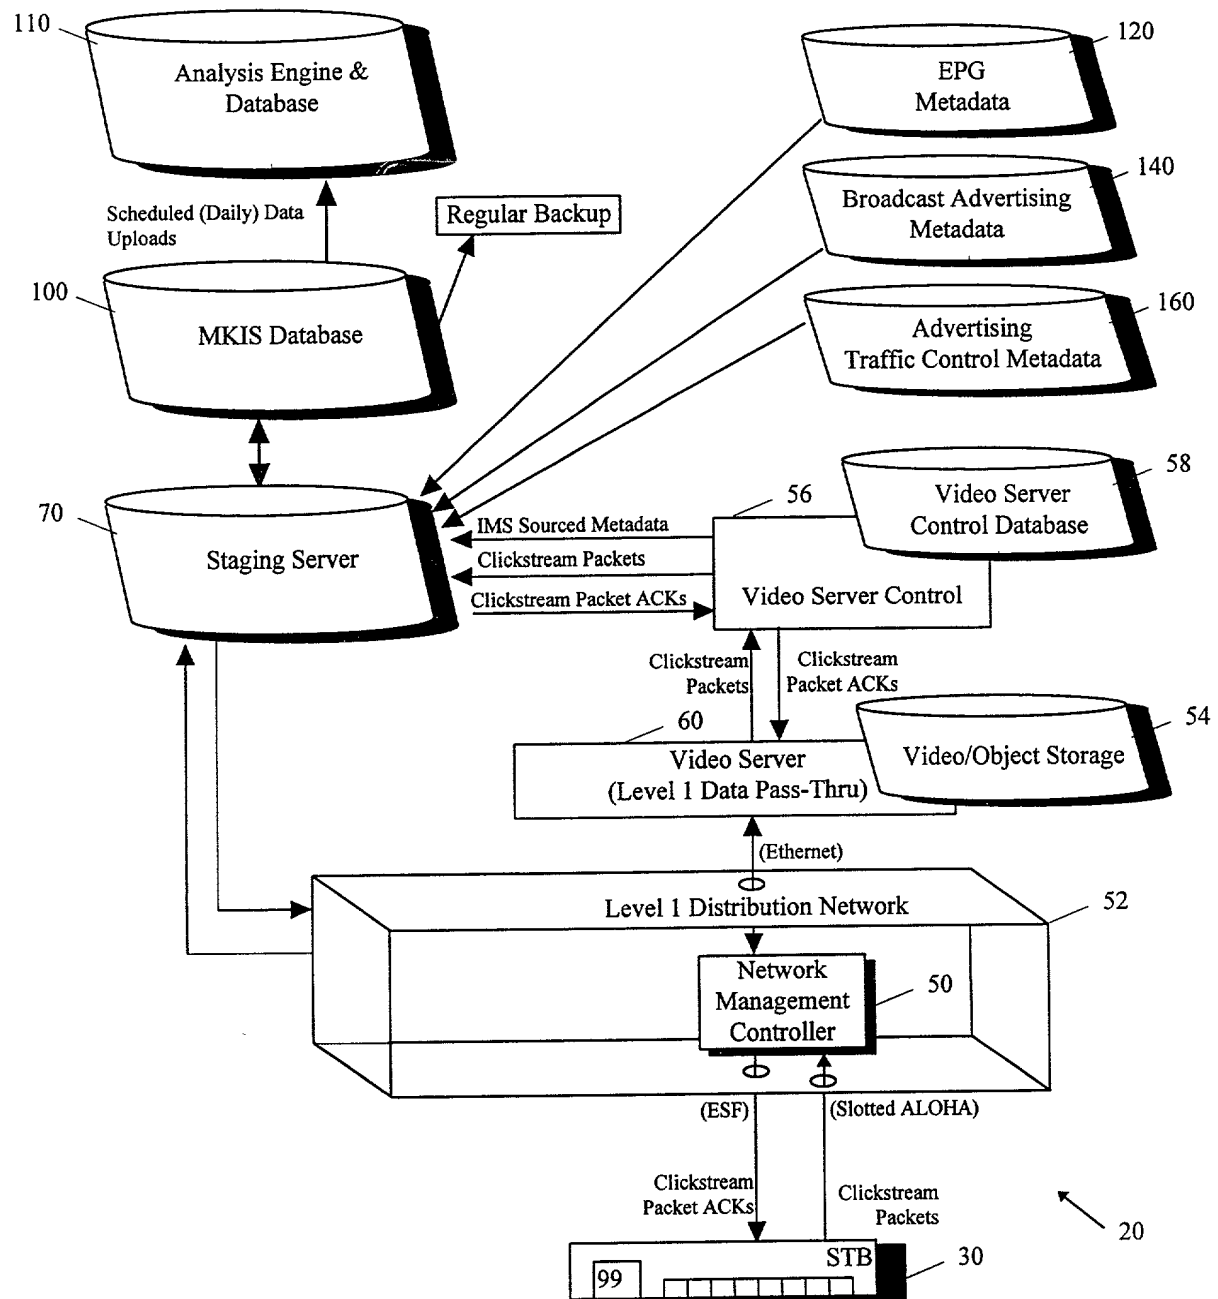 110
Analysis Engine &
Database
EPG
Metadata
120
Scheduled (Daily) Data
Uploads
Regular Backup
Broadcast Advertising
Metadata
140
100
MKIS Database
Advertising
Traffic Control Metadata
160
70
Staging Server
IMS Sourced Metadata
Clickstream Packets
Clickstream Packet ACKs
56
Video Server Control
Video Server
Control Database
58
Clickstream
Packets
Clickstream
Packet ACKs
60
Video Server
(Level 1 Data Pass-Thru)
Video/Object Storage
54
(Ethernet)
Level 1 Distribution Network
52
Network
Management
Controller
50
(ESF)
(Slotted ALOHA)
Clickstream
Packet ACKs
Clickstream
Packets
20
STB
30
99